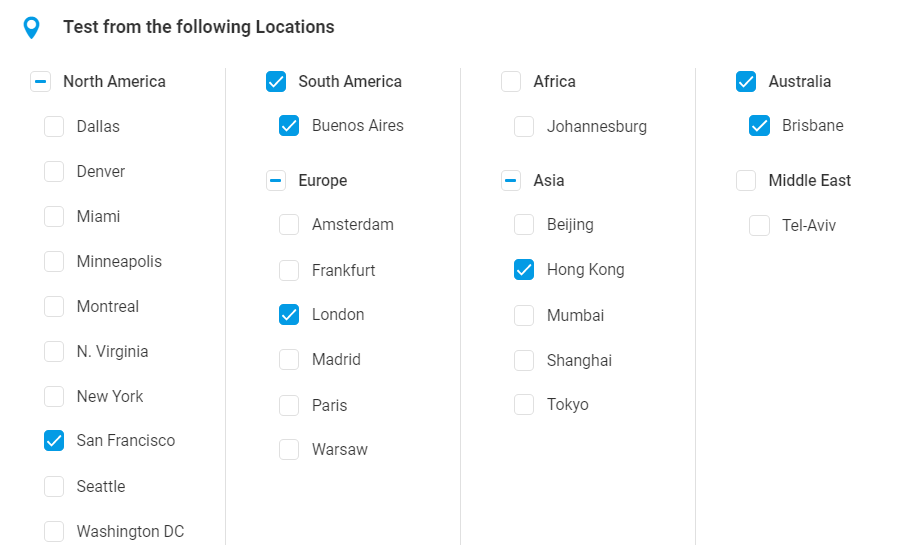 Test from the following Locations
North America
Dallas
Denver
Miami
Minneapolis
Montreal
N. Virginia
New York
San Francisco
Seattle
Washington DC
South America
Buenos Aires
Europe
Amsterdam
Frankfurt
London
Madrid
Paris
Warsaw
Africa
Johannesburg
Asia
Beijing
Hong Kong
Mumbai
Shanghai
Tokyo
Australia
Brisbane
Middle East
Tel-Aviv